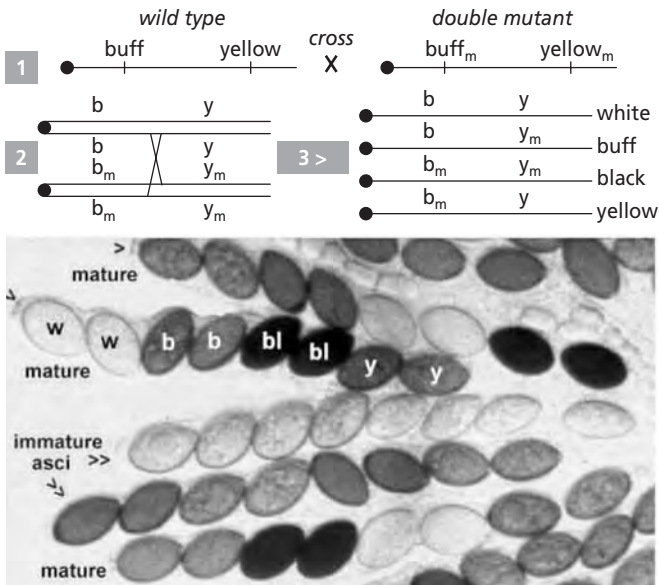 wild type
double mutant
cross
X
1
buff yellow
buffₘ yellowₘ
2
b y
b y
bₘ yₘ
bₘ yₘ
3 >
b y white
b yₘ buff
bₘ yₘ black
bₘ y yellow
>
mature
>
w w b b bl bl y y
mature
immature
asci >>
>>
mature